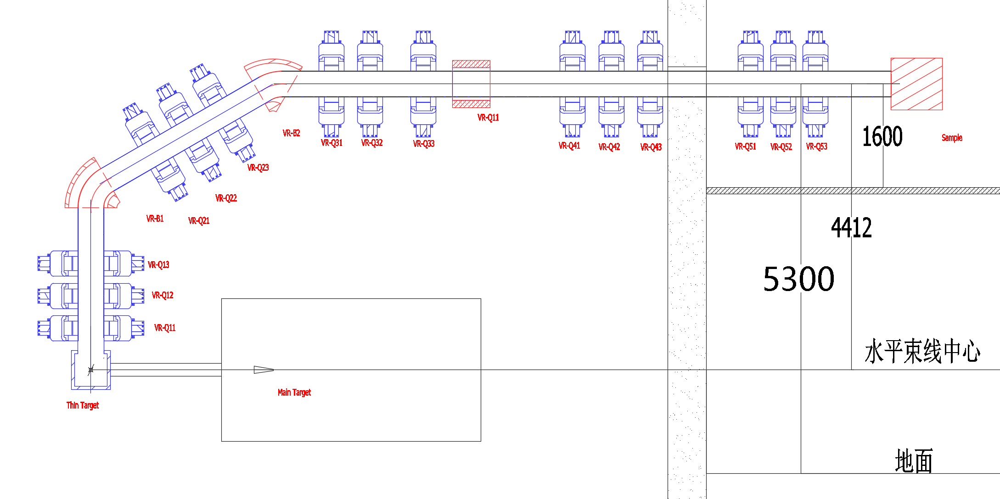 VR-Q11
VR-B2
VR-Q31
VR-Q32
VR-Q33
VR-Q41
VR-Q42
VR-Q43
VR-Q51
VR-Q52
VR-Q53
1600
Sample
VR-Q23
VR-Q22
VR-B1
VR-Q21
4412
VR-Q13
5300
VR-Q12
VR-Q11
水平束线中心
Main Target
Thin Target
地面